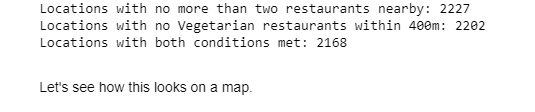 Locations with no more than two restaurants nearby: 2227
Locations with no Vegetarian restaurants within 400m: 2202
Locations with both conditions met: 2168
Let's see how this looks on a map.